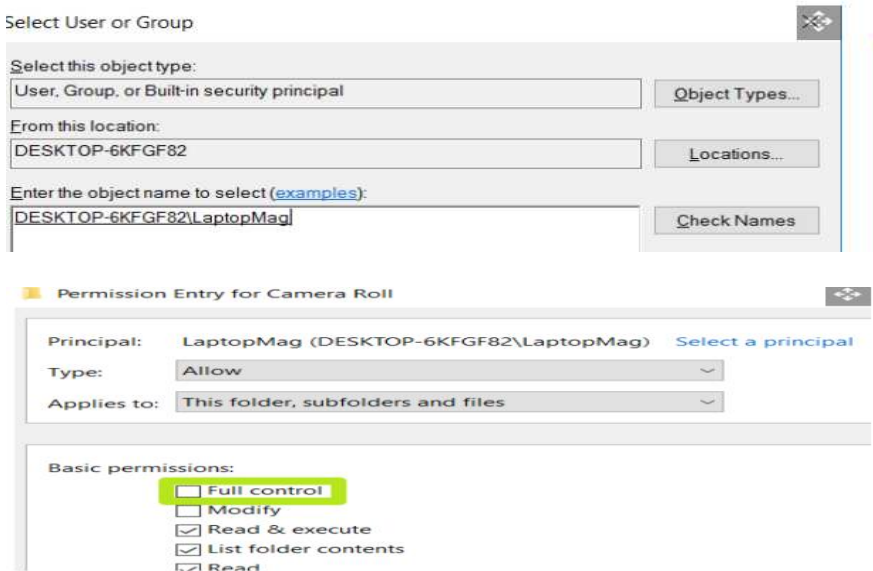 Select User or Group
Select this object type:
User, Group, or Built-in security principal
Object Types...
From this location:
DESKTOP-6KFGF82
Locations...
Enter the object name to select (examples):
DESKTOP-6KFGF82\LaptopMag
Check Names
Permission Entry for Camera Roll
Principal: LaptopMag (DESKTOP-6KFGF82\LaptopMag) Select a principal
Type: Allow
Applies to: This folder, subfolders and files
Basic permissions:
Full control
Modify
Read & execute
List folder contents
Read